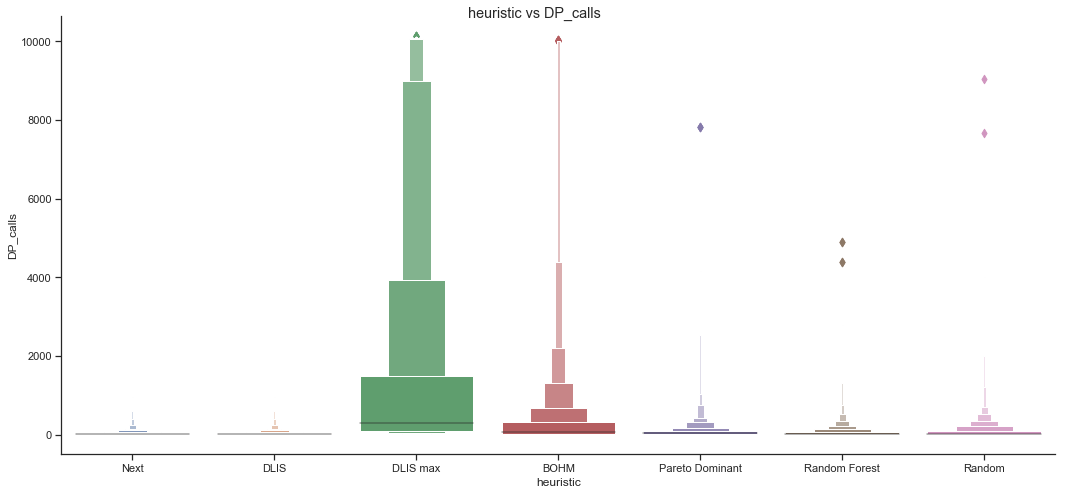 heuristic vs DP_calls
10000
8000
6000
4000
2000
0
DP_calls
Next
DLIS
DLIS max
BOHM
Pareto Dominant
Random Forest
Random
heuristic